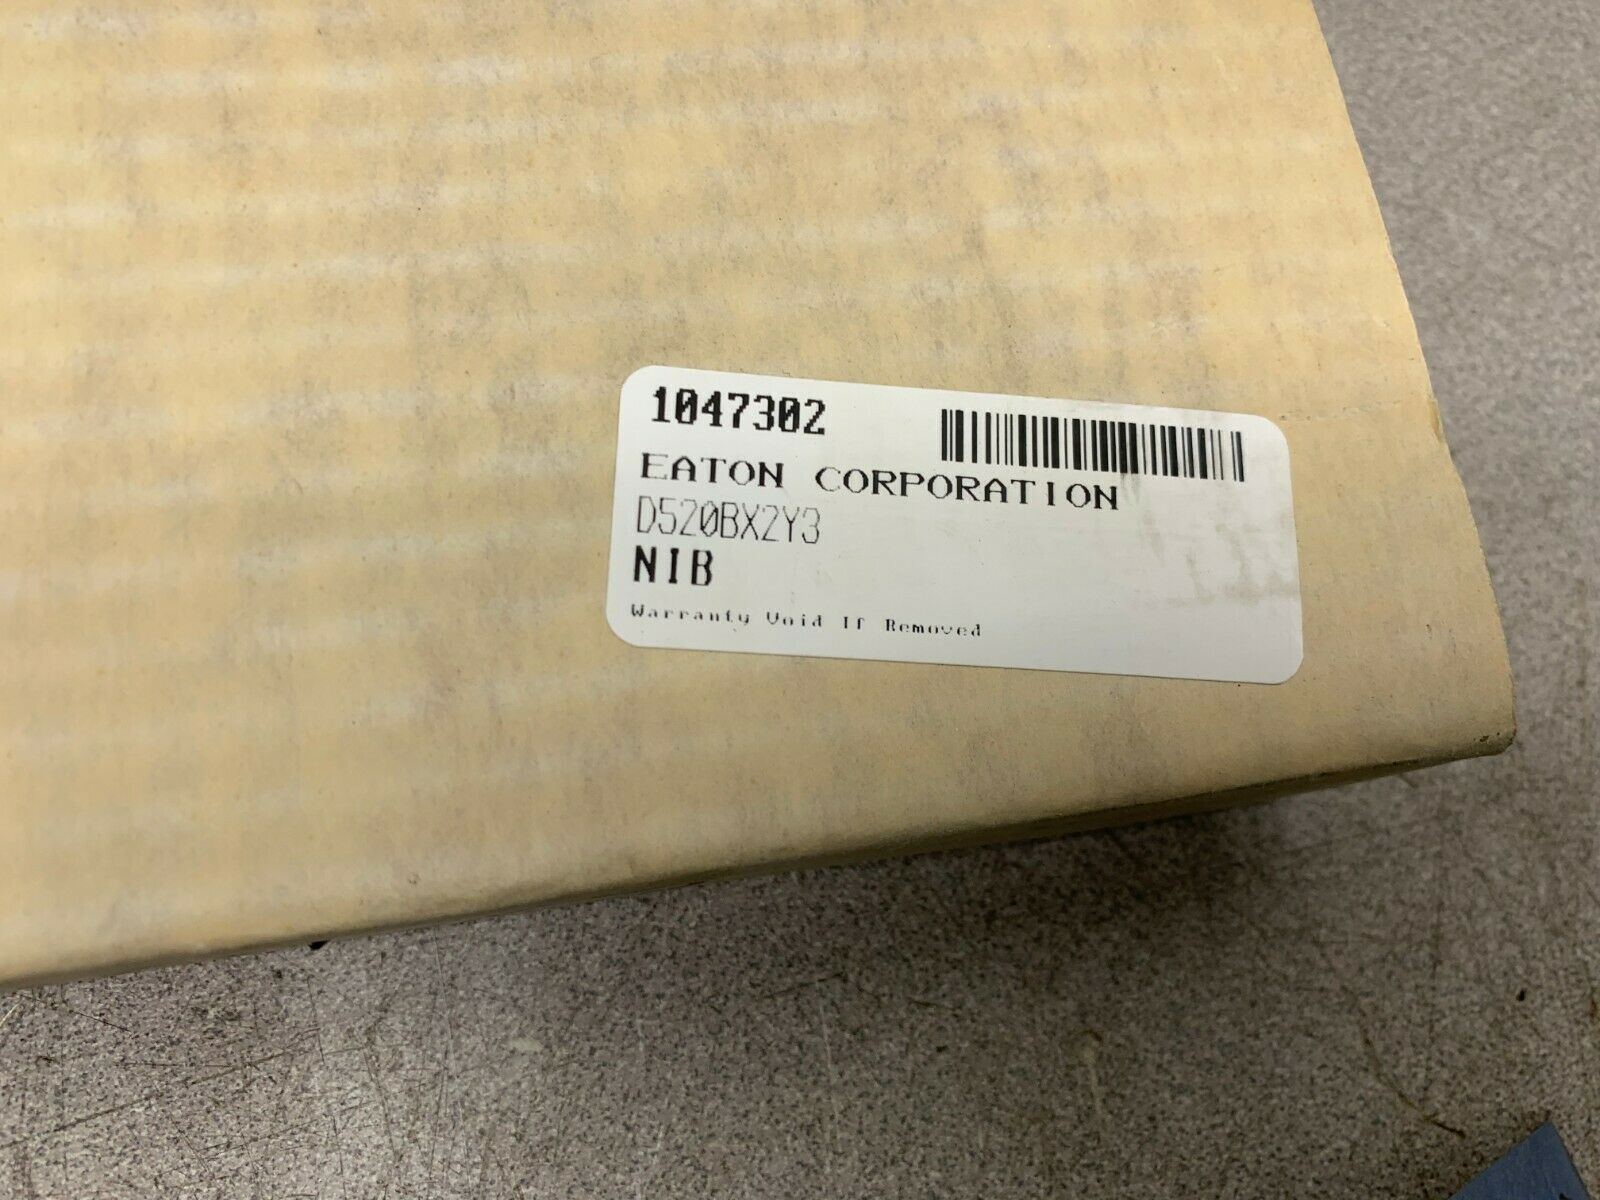 1047302
EATON CORPORATION
D520BX2Y3
NIB
Warranty Void If Removed